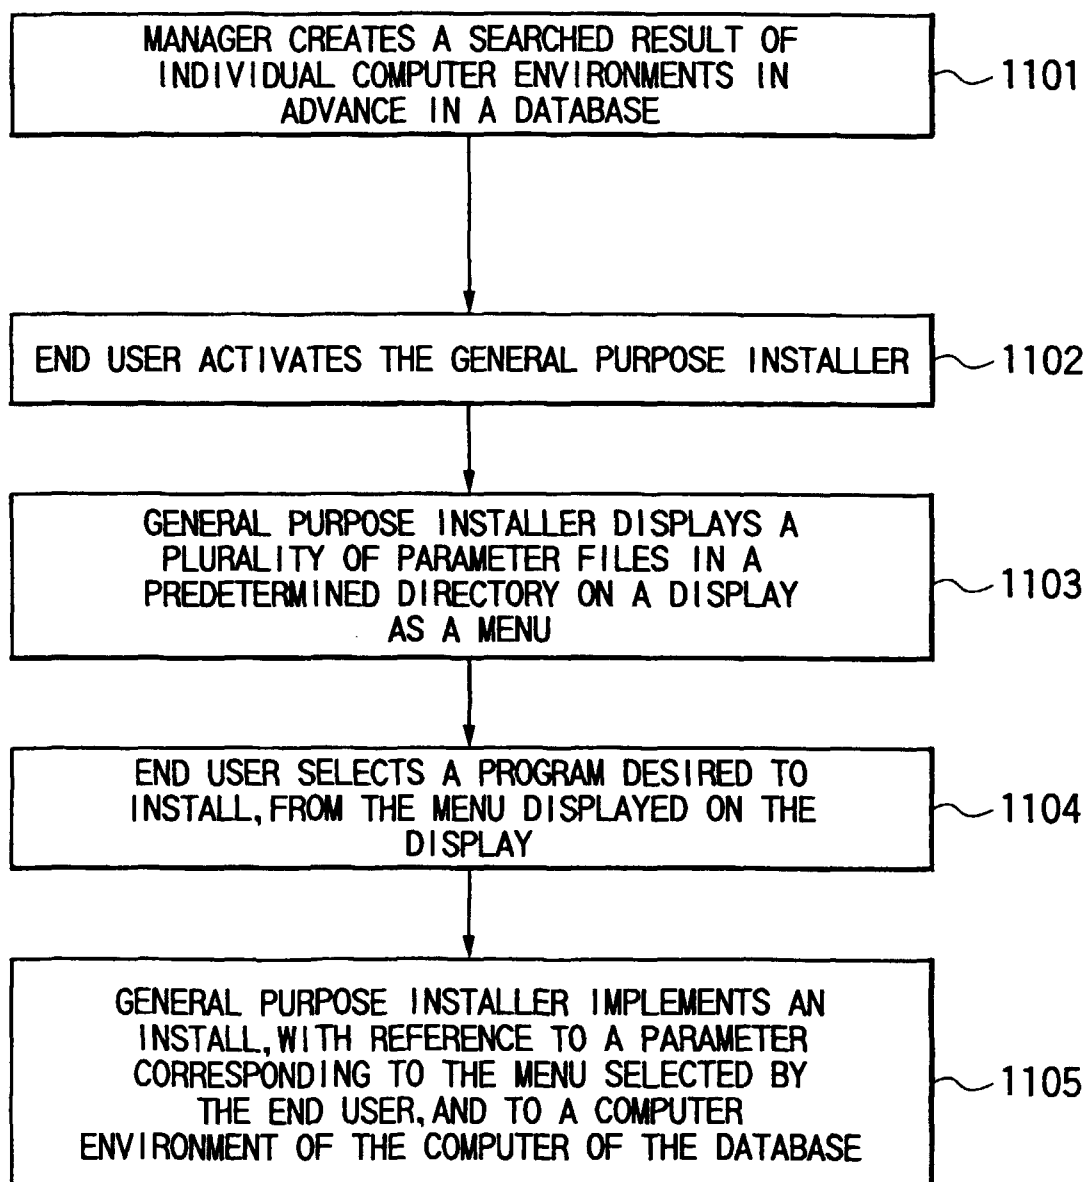 MANAGER CREATES A SEARCHED RESULT OF
INDIVIDUAL COMPUTER ENVIRONMENTS IN
ADVANCE IN A DATABASE
1101
END USER ACTIVATES THE GENERAL PURPOSE INSTALLER
1102
GENERAL PURPOSE INSTALLER DISPLAYS A
PLURALITY OF PARAMETER FILES IN A
PREDETERMINED DIRECTORY ON A DISPLAY
AS A MENU
1103
END USER SELECTS A PROGRAM DESIRED TO
INSTALL, FROM THE MENU DISPLAYED ON THE
DISPLAY
1104
GENERAL PURPOSE INSTALLER IMPLEMENTS AN
INSTALL, WITH REFERENCE TO A PARAMETER
CORRESPONDING TO THE MENU SELECTED BY
THE END USER, AND TO A COMPUTER
ENVIRONMENT OF THE COMPUTER OF THE DATABASE
1105